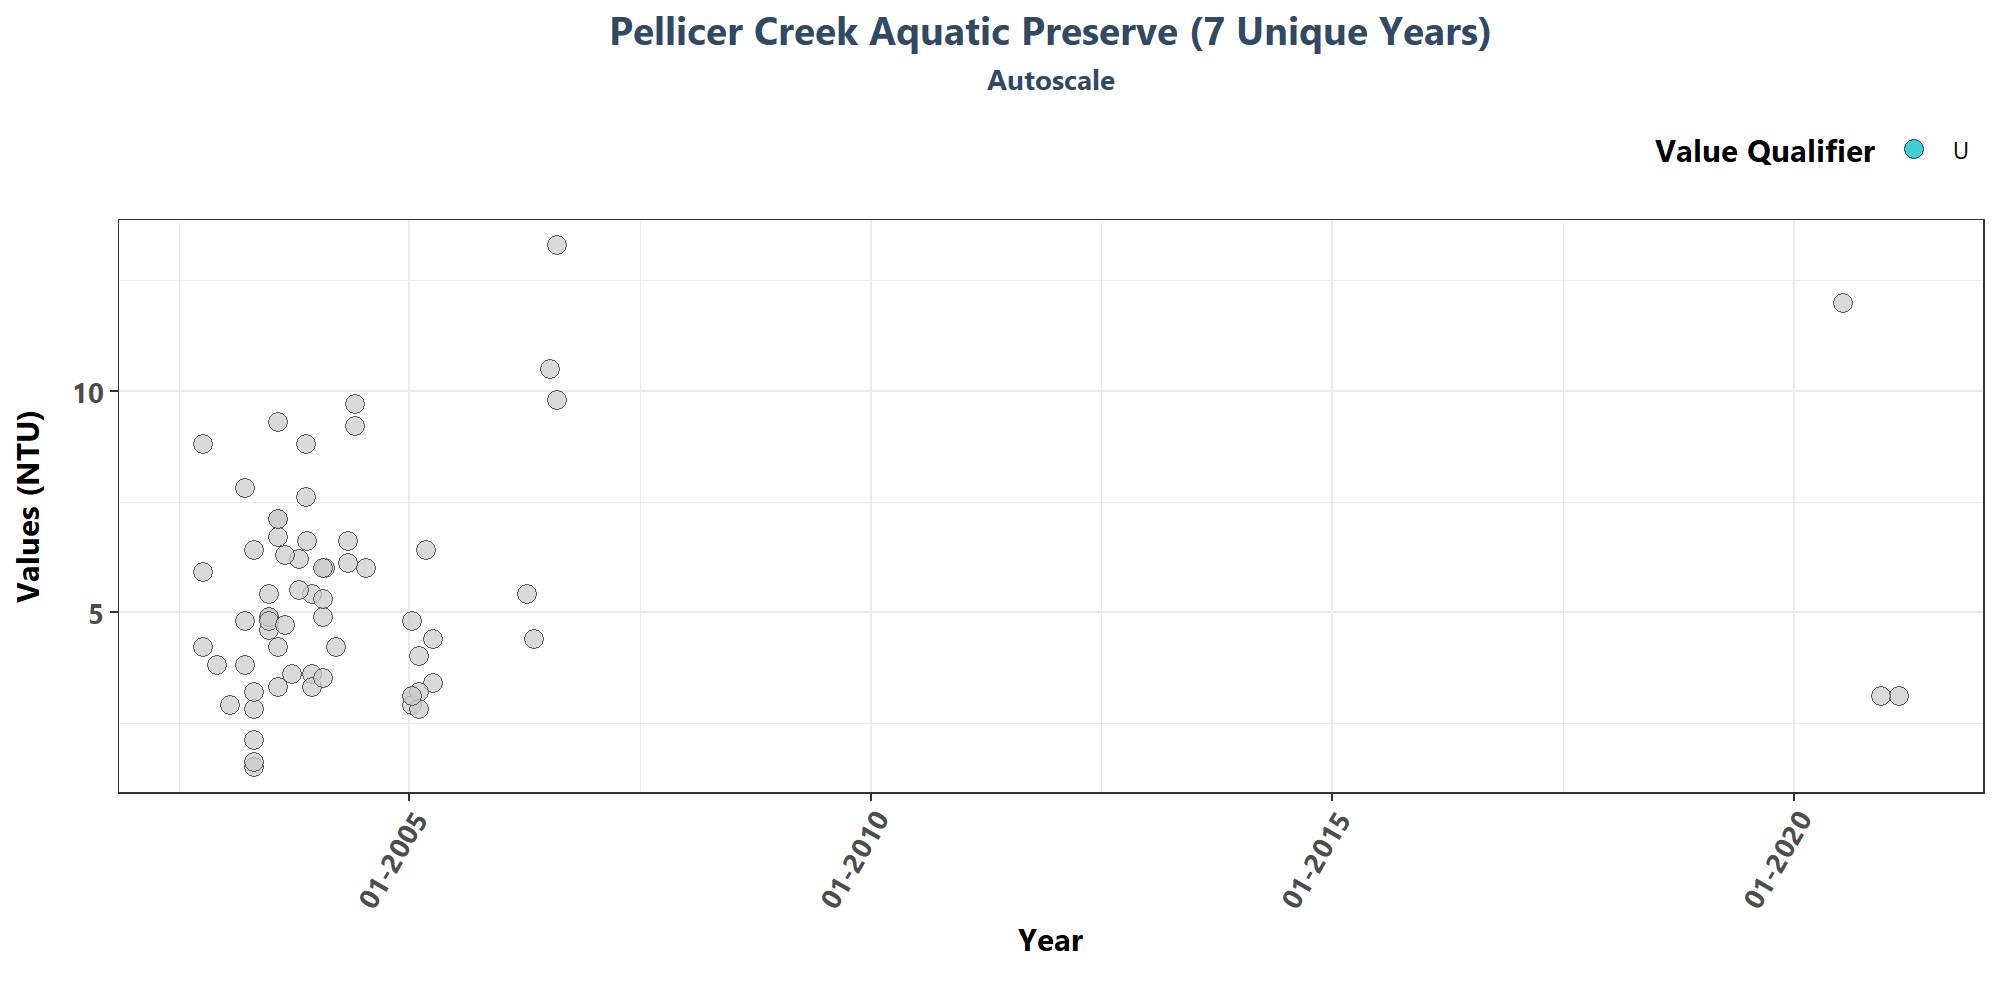 Pellicer Creek Aquatic Preserve (7 Unique Years)
Autoscale
Value Qualifier U
Values (NTU)
10
5
01-2005
01-2010
01-2015
01-2020
Year